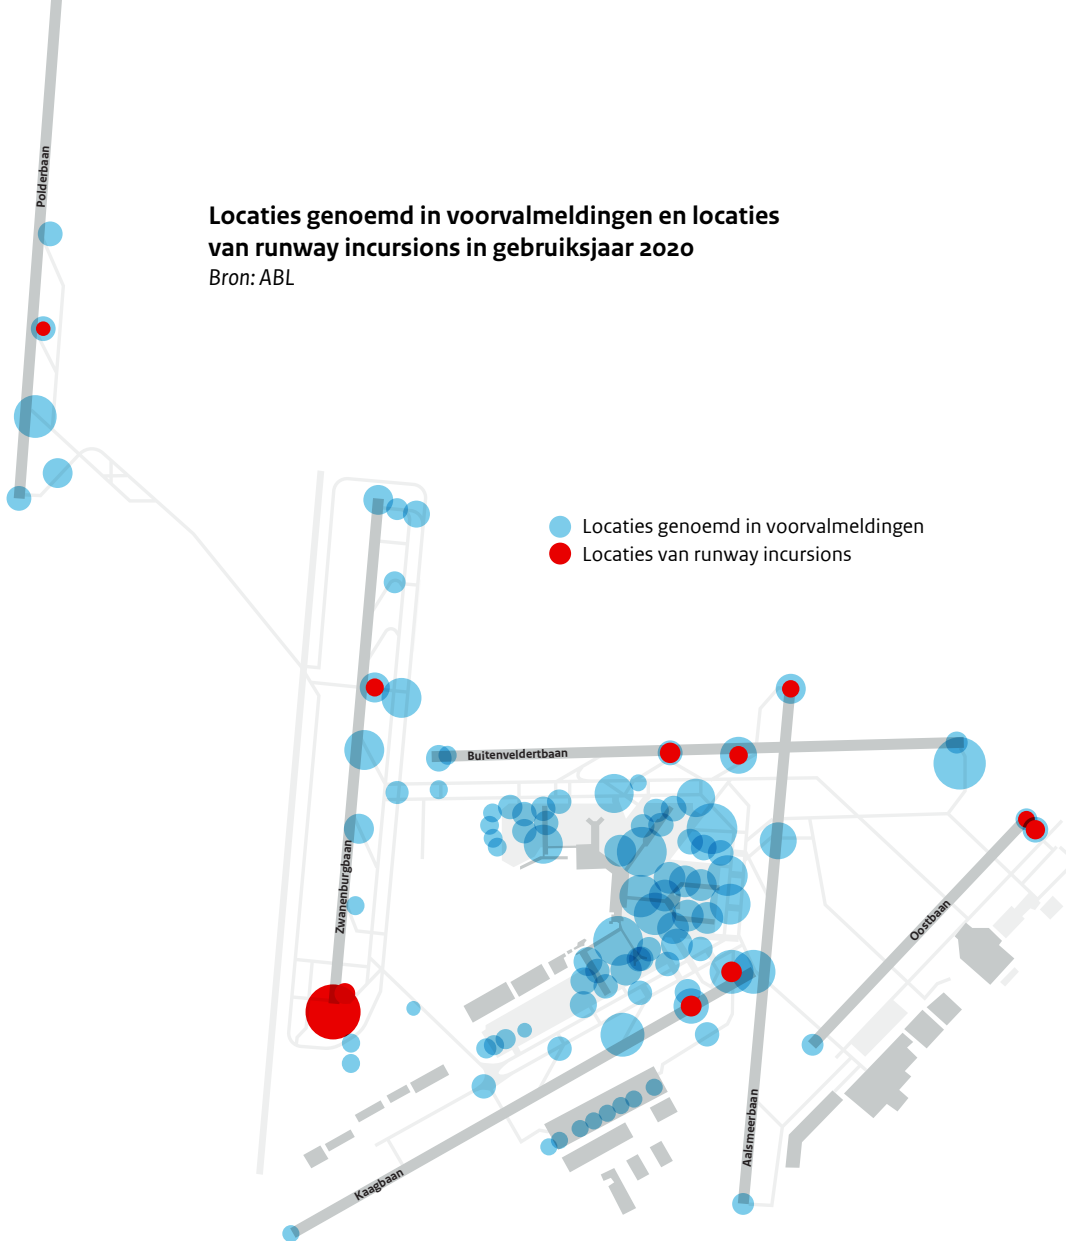 Polderbaan
Locaties genoemd in voorvalmeldingen en locaties
van runway incursions in gebruiksjaar 2020
Bron: ABL
Locaties genoemd in voorvalmeldingen
Locaties van runway incursions
Buitenveldertbaan
Zwanenburgbaan
Oostbaan
Aalsmeerbaan
Kaagbaan